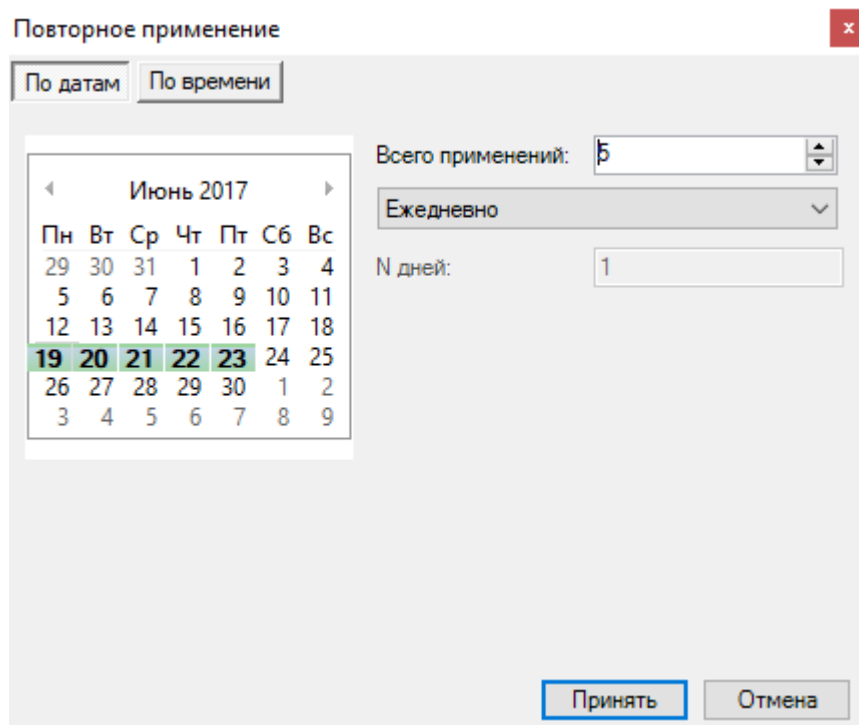 Повторное применение
x
По датам По времени
Всего применений: 5
Июнь 2017
Ежедневно
Пн Вт Ср Чт Пт Сб Вс
29 30 31 1 2 3 4
N дней: 1
5 6 7 8 9 10 11
12 13 14 15 16 17 18
19 20 21 22 23 24 25
26 27 28 29 30 1 2
3 4 5 6 7 8 9
Принять Отмена